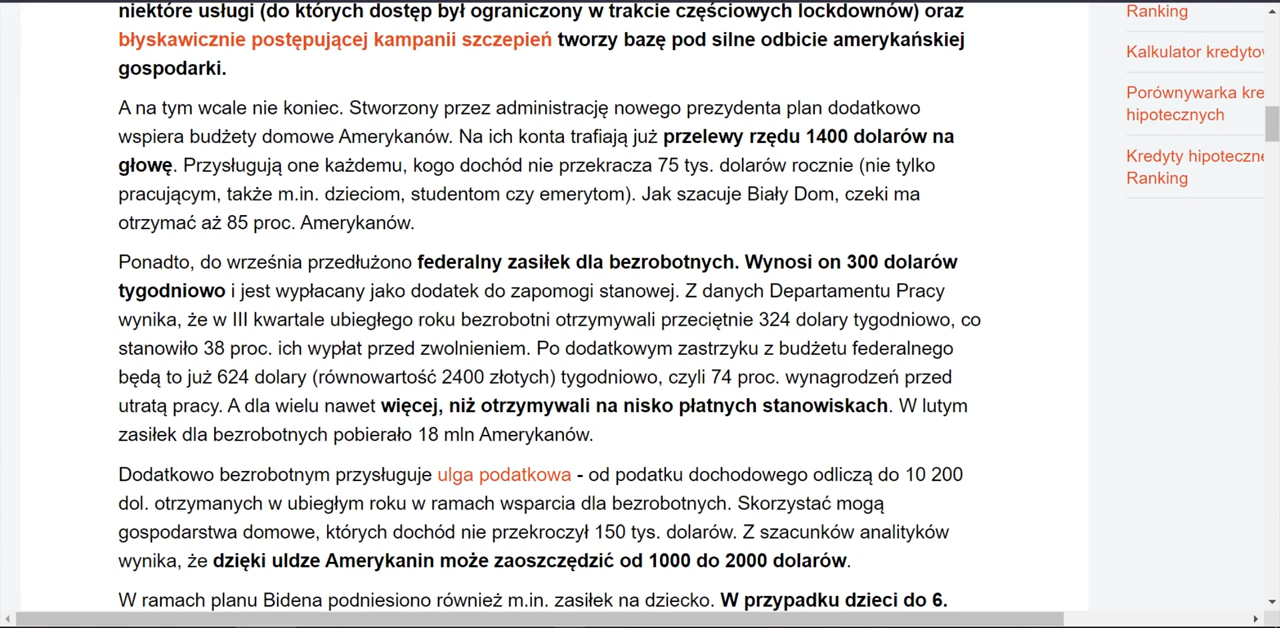 niektóre usługi (do których dostęp był ograniczony w trakcie częściowych lockdownów) oraz
błyskawicznie postępującej kampanii szczepień tworzy bazę pod silne odbicie amerykańskiej
gospodarki.
A na tym wcale nie koniec. Stworzony przez administrację nowego prezydenta plan dodatkowo
wspiera budżety domowe Amerykanów. Na ich konta trafiają już przelewy rzędu 1400 dolarów na
głowę. Przysługują one każdemu, kogo dochód nie przekracza 75 tys. dolarów rocznie (nie tylko
pracującym, także m.in. dzieciom, studentom czy emerytom). Jak szacuje Biały Dom, czeki ma
otrzymać aż 85 proc. Amerykanów.
Ponadto, do września przedłużono federalny zasiłek dla bezrobotnych. Wynosi on 300 dolarów
tygodniowo i jest wypłacany jako dodatek do zapomogi stanowej. Z danych Departamentu Pracy
wynika, że w III kwartale ubiegłego roku bezrobotni otrzymywali przeciętnie 324 dolary tygodniowo, co
stanowiło 38 proc. ich wypłat przed zwolnieniem. Po dodatkowym zastrzyku z budżetu federalnego
będą to już 624 dolary (równowartość 2400 złotych) tygodniowo, czyli 74 proc. wynagrodzeń przed
utratą pracy. A dla wielu nawet więcej, niż otrzymywali na nisko płatnych stanowiskach. W lutym
zasiłek dla bezrobotnych pobierało 18 mln Amerykanów.
Dodatkowo bezrobotnym przysługuje ulga podatkowa - od podatku dochodowego odliczą do 10 200
dol. otrzymanych w ubiegłym roku w ramach wsparcia dla bezrobotnych. Skorzystać mogą
gospodarstwa domowe, których dochód nie przekroczył 150 tys. dolarów. Z szacunków analityków
wynika, że dzięki uldze Amerykanin może zaoszczędzić od 1000 do 2000 dolarów.
W ramach planu Bidena podniesiono również m.in. zasiłek na dziecko. W przypadku dzieci do 6.
Ranking
Kalkulator kredytow
Porównywarka kre
hipotecznych
Kredyty hipoteczne
Ranking